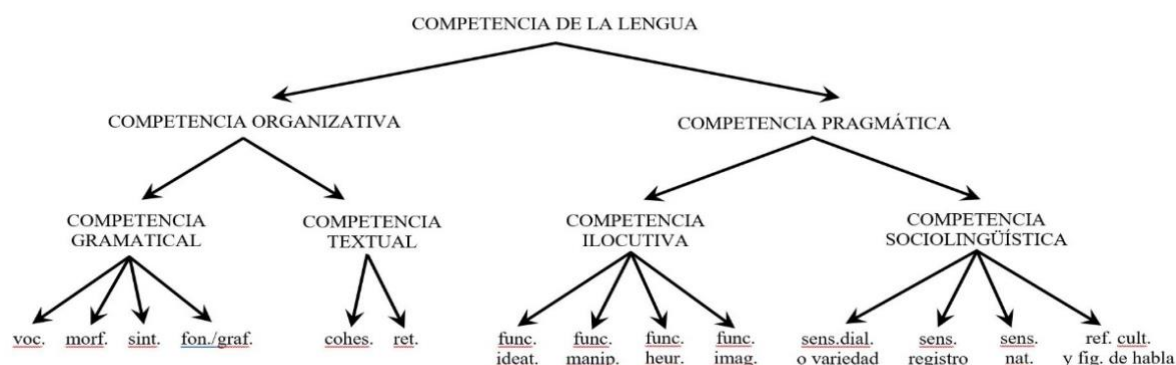 COMPETENCIA DE LA LENGUA
COMPETENCIA ORGANIZATIVA
COMPETENCIA PRAGMÁTICA
COMPETENCIA
GRAMATICAL
COMPETENCIA
TEXTUAL
COMPETENCIA
ILOCUTIVA
COMPETENCIA
SOCIOLINGÜÍSTICA
voc.
morf.
sint.
fon./graf.
cohes.
ret.
func.
ideat.
func.
manip.
func.
heur.
func.
imag.
sens.dial.
o variedad
sens.
registro
sens.
nat.
ref. cult.
y fig. de habla